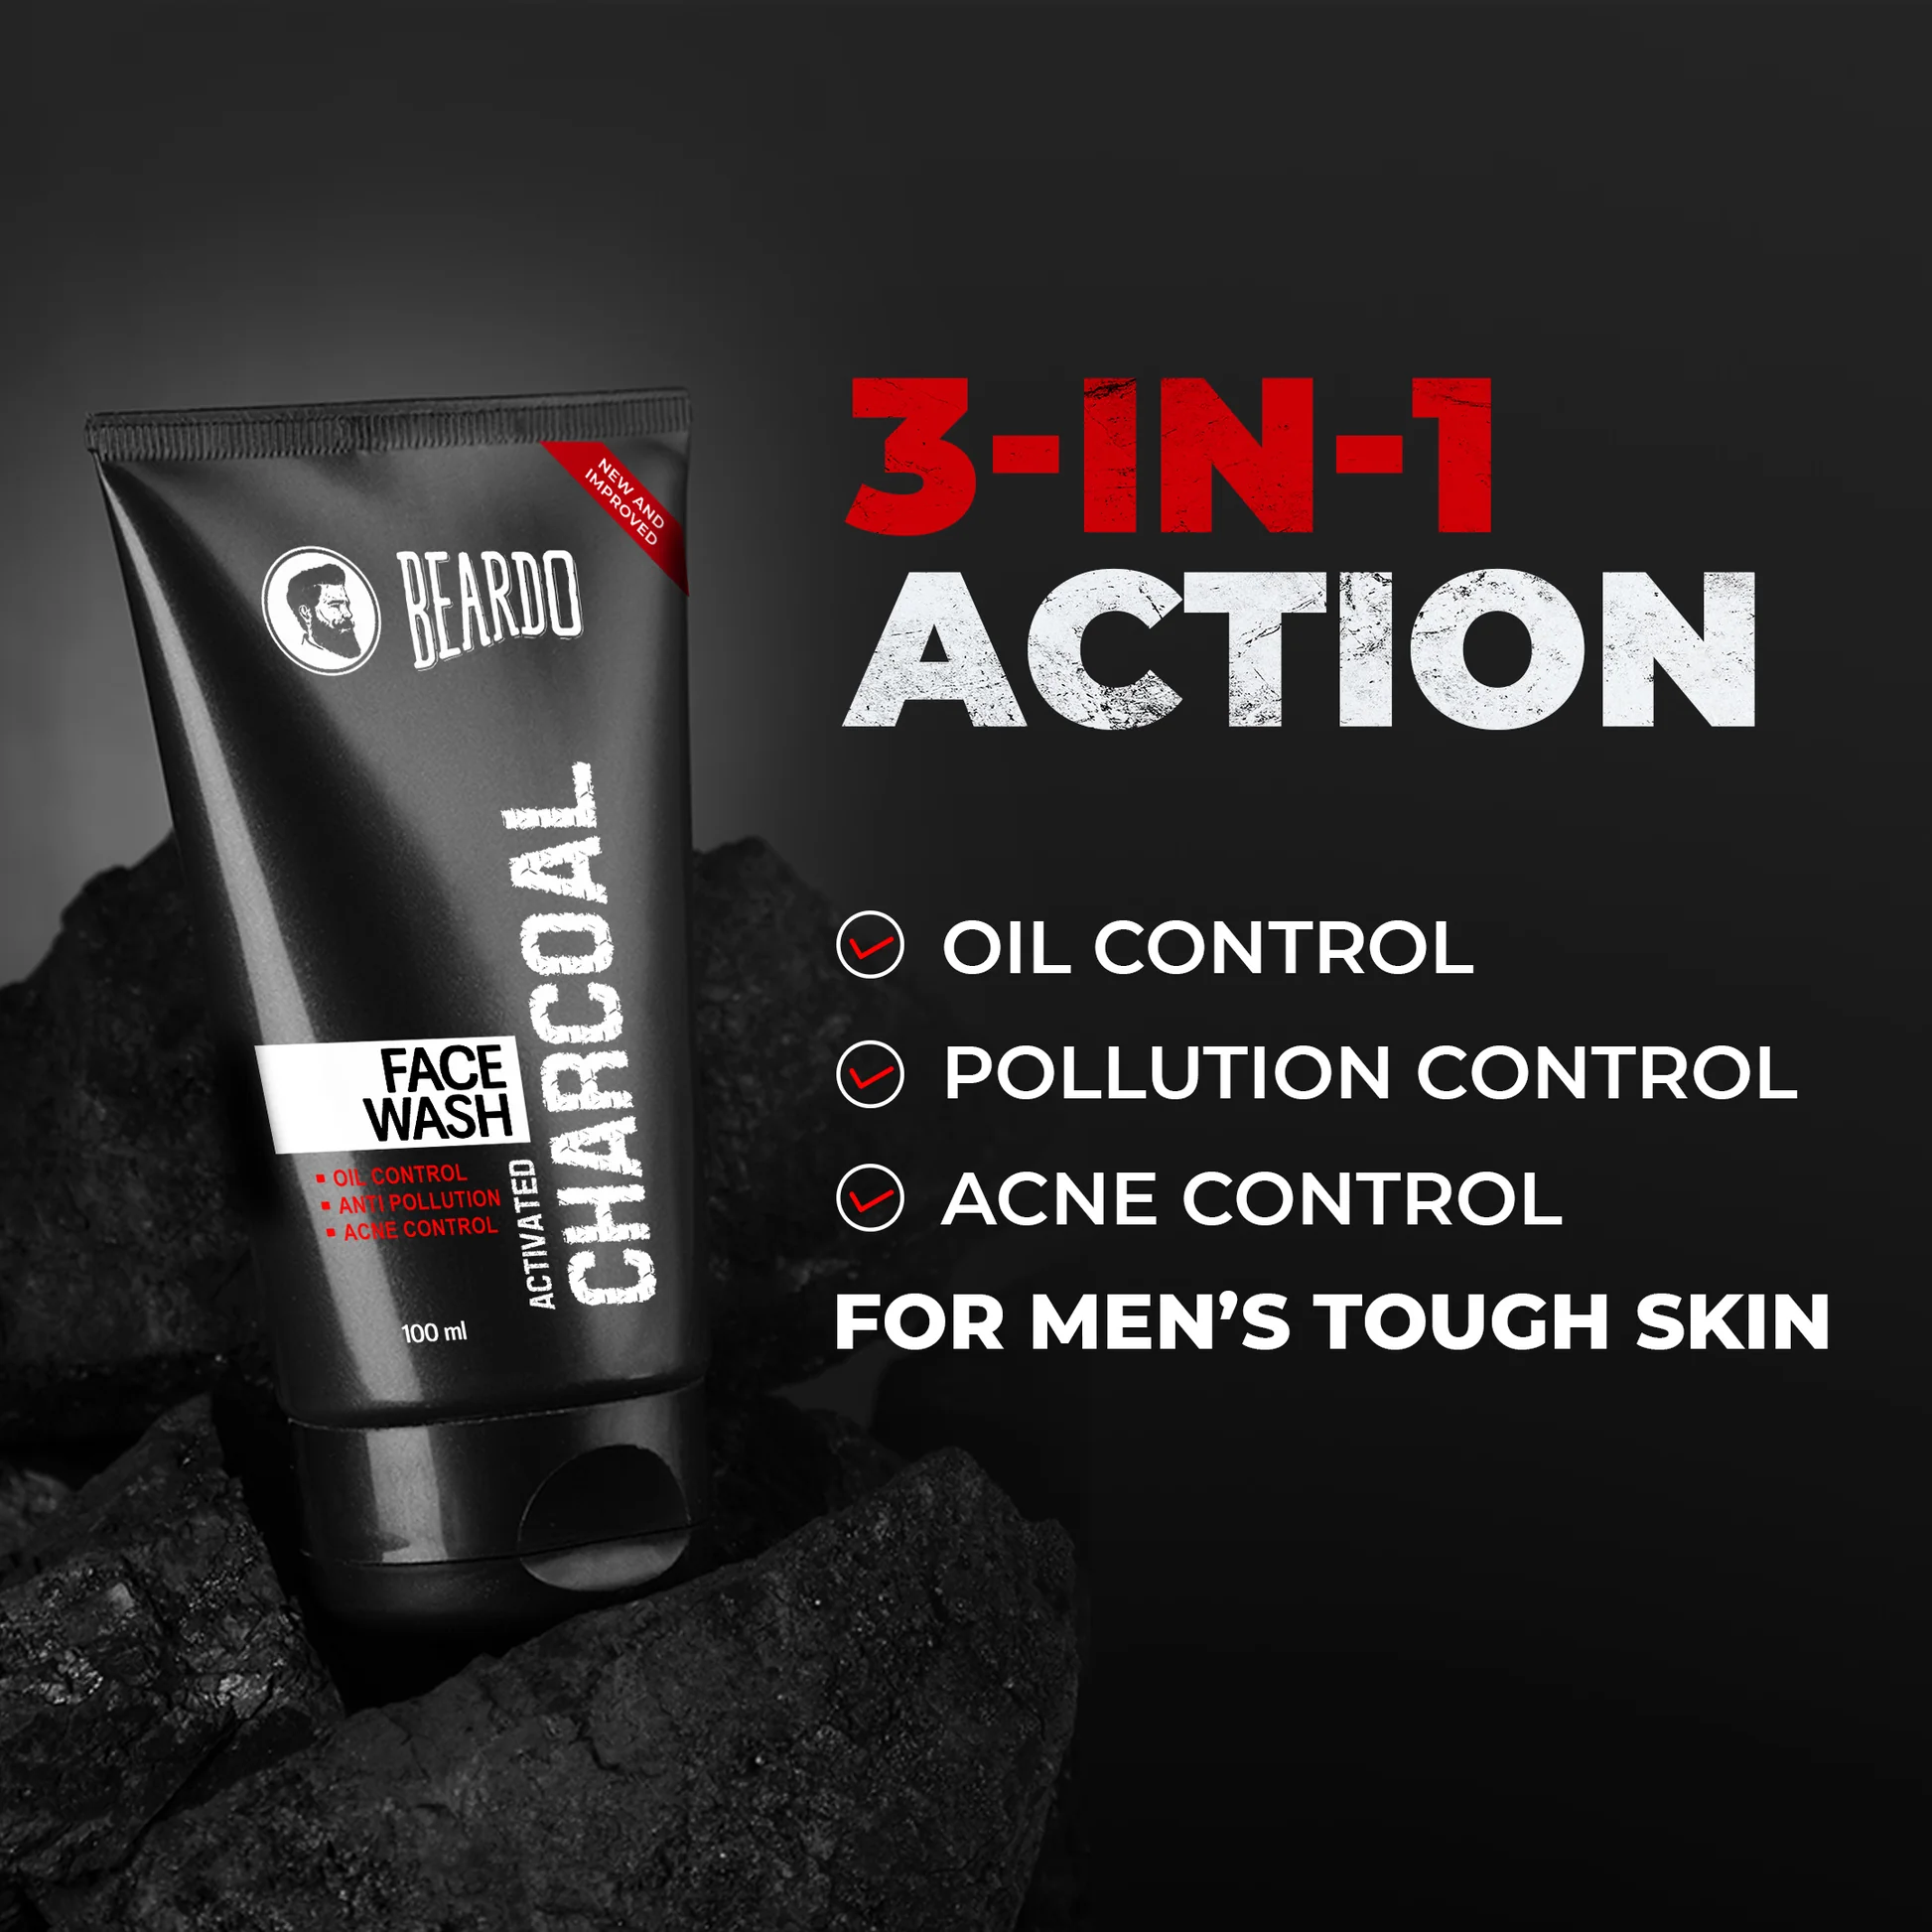 NEW AND
IMPROVED
BEARDO
ACTIVATED
CHARCOAL
FACE
WASH
OIL CONTROL
ANTI POLLUTION
ACNE CONTROL
100 ml
3-IN-1
ACTION
OIL CONTROL
POLLUTION CONTROL
ACNE CONTROL
FOR MEN'S TOUGH SKIN